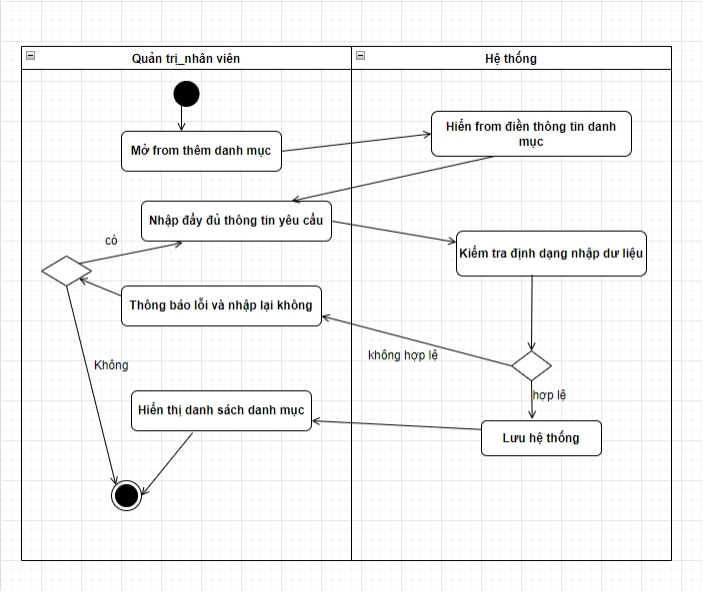 Quản trị_nhân viên
Hệ thống
Mở from thêm danh mục
Hiển from điền thông tin danh
mục
Nhập đầy đủ thông tin yêu cầu
có
Kiểm tra định dạng nhập dư liệu
Thông báo lỗi và nhập lại không
không hợp lệ
Không
hợp lệ
Hiển thị danh sách danh mục
Lưu hệ thống